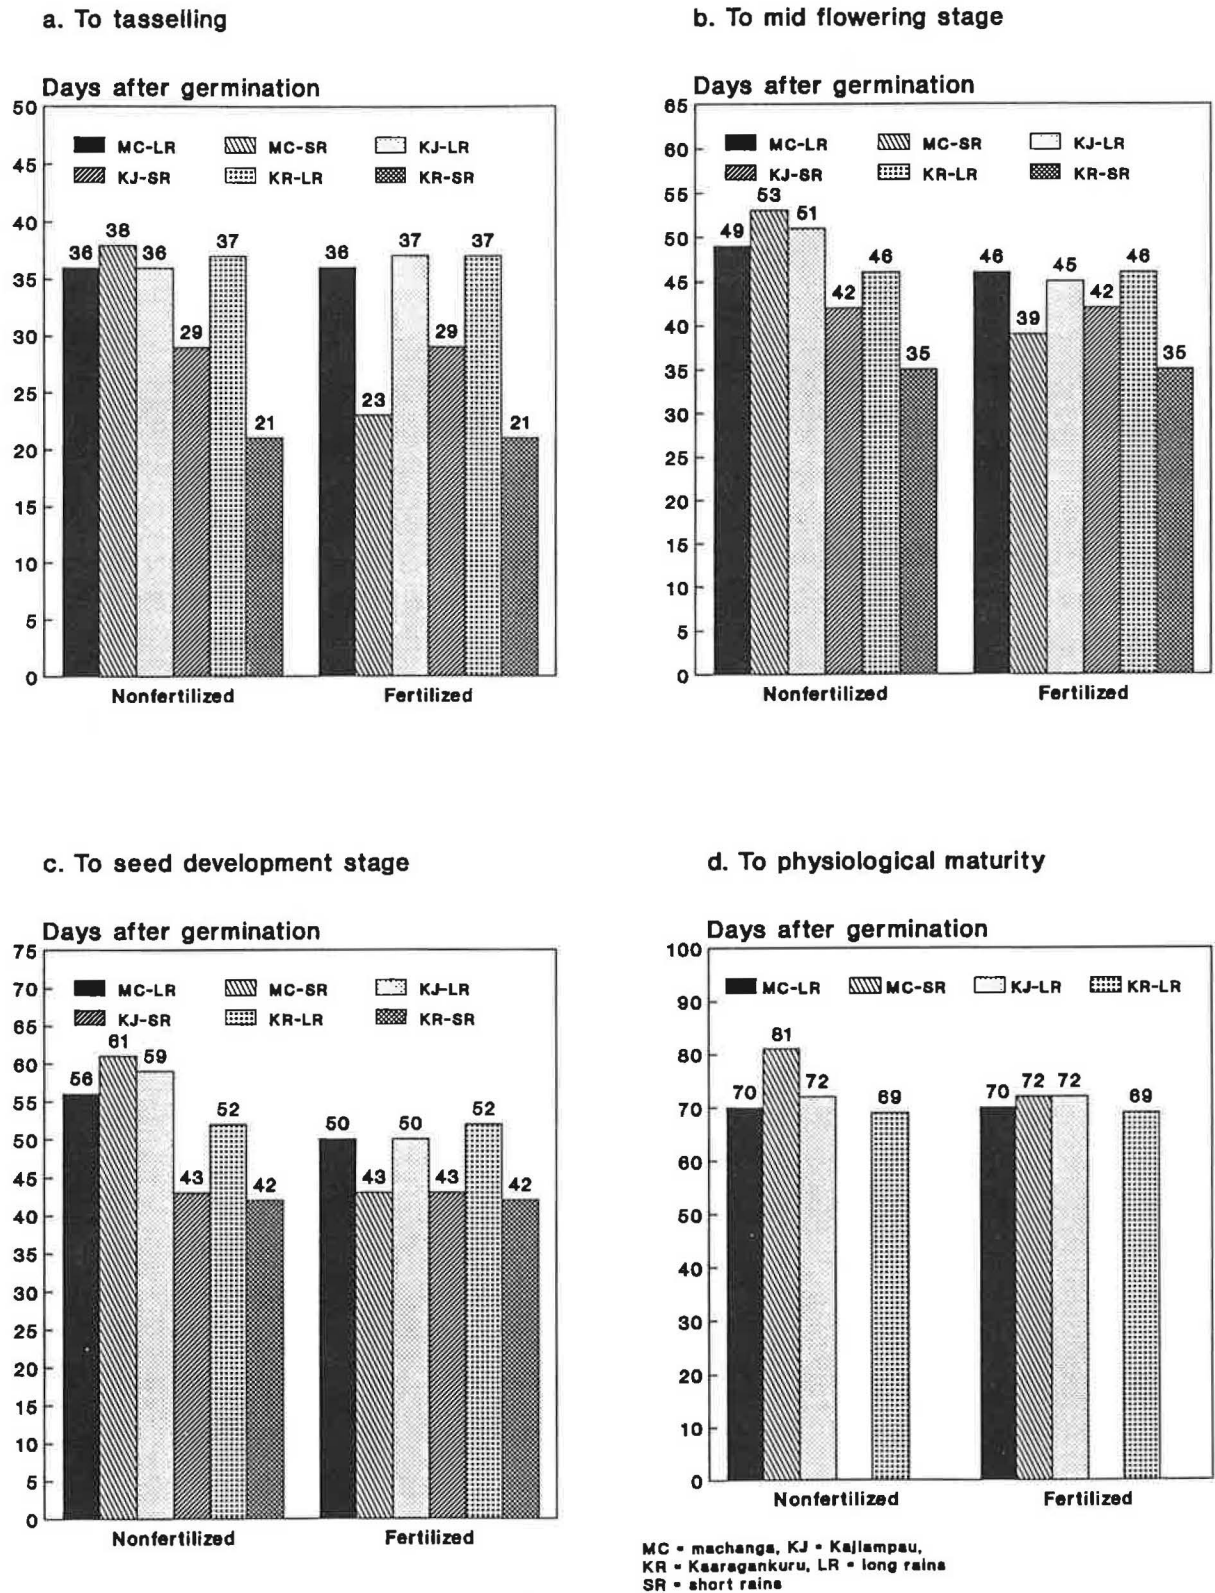 a. To tasselling
Days after germination
50
45
40
35
30
25
20
15
10
5
0
MC-LR MC-SR KJ-LR
KJ-SR KR-LR KR-SR
36 38 36 29 37 21
36 23 37 29 37 21
Nonfertilized Fertilized
b. To mid flowering stage
Days after germination
65
60
55
50
45
40
35
30
25
20
15
10
5
0
MC-LR MC-SR KJ-LR
KJ-SR KR-LR KR-SR
49 53 51 42 46 35
46 39 45 42 46 35
Nonfertilized Fertilized
c. To seed development stage
Days after germination
75
70
65
60
55
50
45
40
35
30
25
20
15
10
5
0
MC-LR MC-SR KJ-LR
KJ-SR KR-LR KR-SR
56 61 59 43 52 42
50 43 50 43 52 42
Nonfertilized Fertilized
d. To physiological maturity
Days after germination
100
90
80
70
60
50
40
30
20
10
0
MC-LR MC-SR KJ-LR KR-LR
70 81 72 69
70 72 72 69
Nonfertilized Fertilized
MC = machanga, KJ = Kajiampau,
KR = Kaaragankuru, LR = long rains
SR = short rains